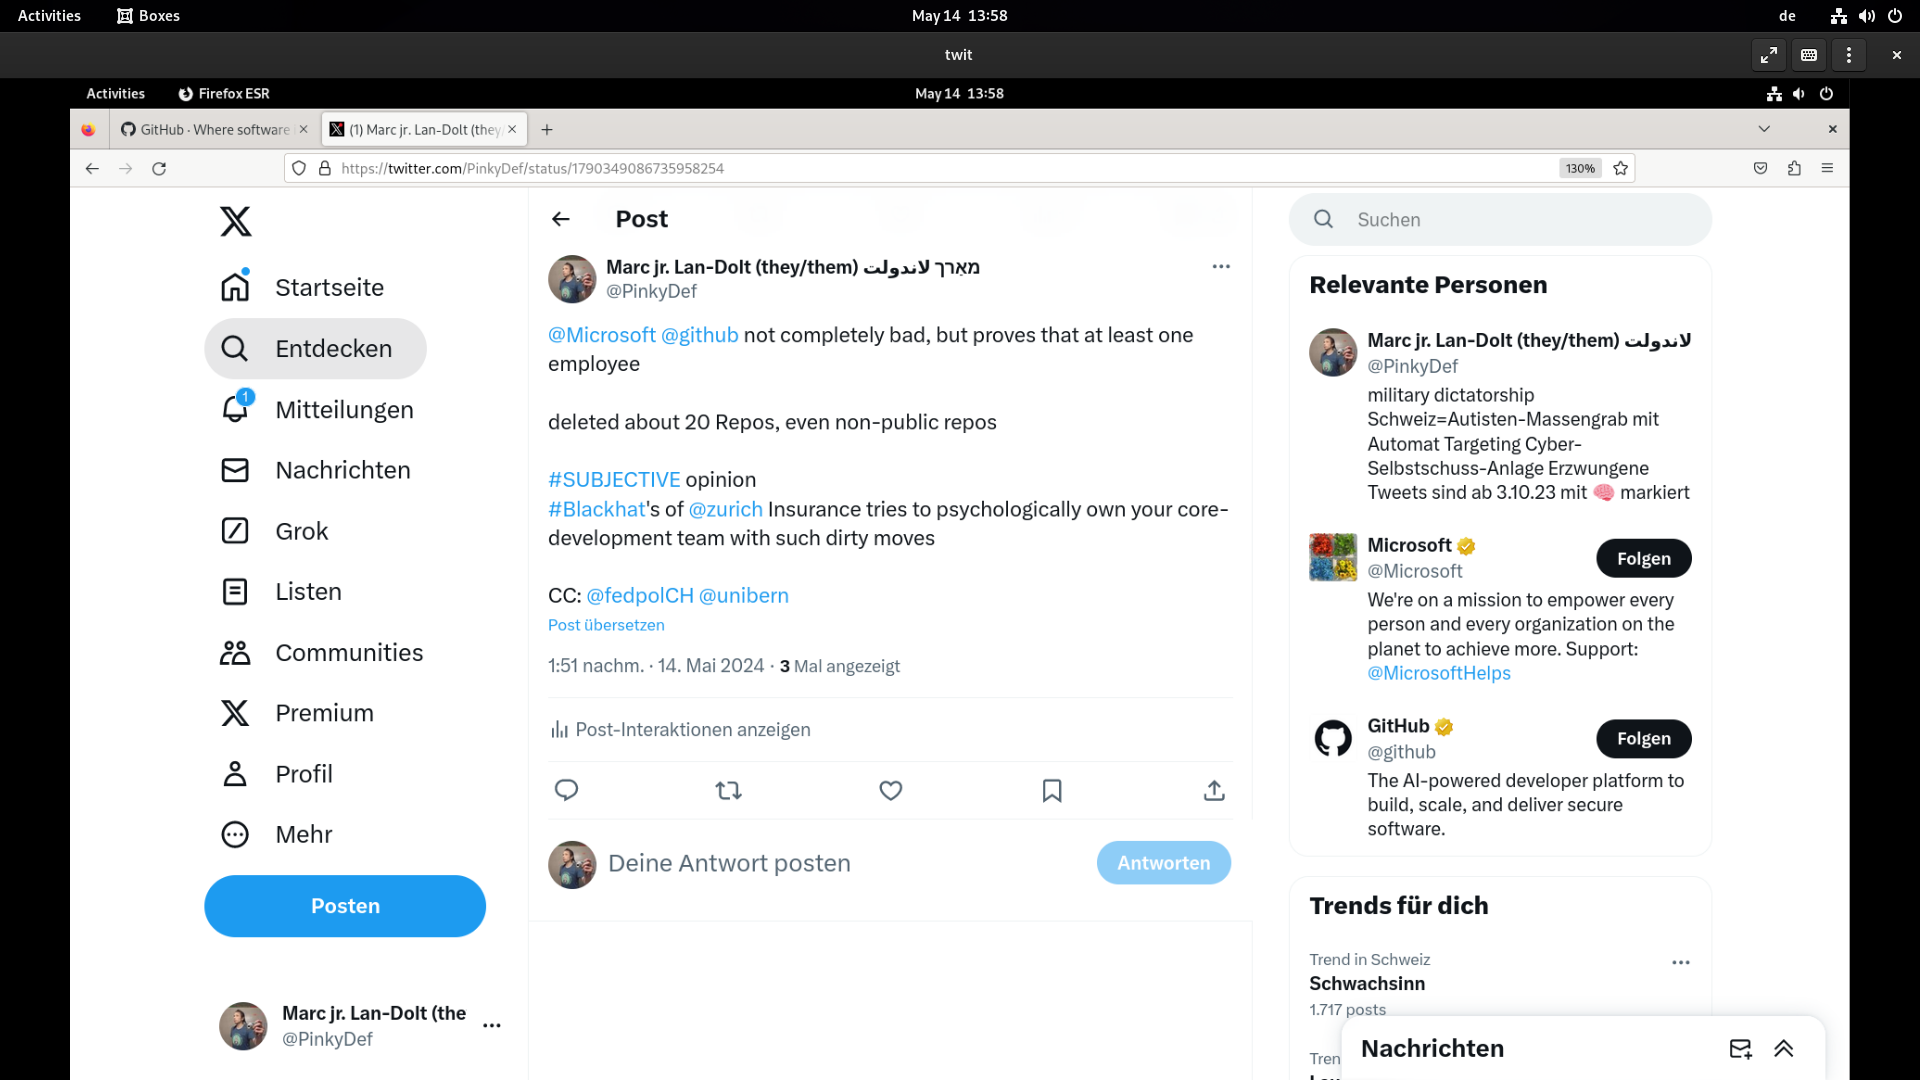 Activities
Boxes
May 14 13:58
de
twit
Activities
Firefox ESR
May 14 13:58
GitHub · Where software
(1) Marc jr. Lan-Dolt (they
https://twitter.com/PinkyDef/status/1790349086735958254
130%
Startseite
Entdecken
1
Mitteilungen
Nachrichten
Grok
Listen
Communities
Premium
Profil
Mehr
Posten
Marc jr. Lan-Dolt (the
@PinkyDef
Post
Marc jr. Lan-Dolt (they/them) מאַרך لاندولت
@PinkyDef
@Microsoft @github not completely bad, but proves that at least one
employee
deleted about 20 Repos, even non-public repos
#SUBJECTIVE opinion
#Blackhat's of @zurich Insurance tries to psychologically own your core-
development team with such dirty moves
CC: @fedpolCH @unibern
Post übersetzen
1:51 nachm. · 14. Mai 2024 · 3 Mal angezeigt
Post-Interaktionen anzeigen
Deine Antwort posten
Antworten
Suchen
Relevante Personen
Marc jr. Lan-Dolt (they/them) لاندولت
@PinkyDef
military dictatorship
Schweiz=Autisten-Massengrab mit
Automat Targeting Cyber-
Selbstschuss-Anlage Erzwungene
Tweets sind ab 3.10.23 mit 🧠 markiert
Microsoft
@Microsoft
Folgen
We're on a mission to empower every
person and every organization on the
planet to achieve more. Support:
@MicrosoftHelps
GitHub
@github
Folgen
The AI-powered developer platform to
build, scale, and deliver secure
software.
Trends für dich
Trend in Schweiz
Schwachsinn
1.717 posts
Tren
Nachrichten